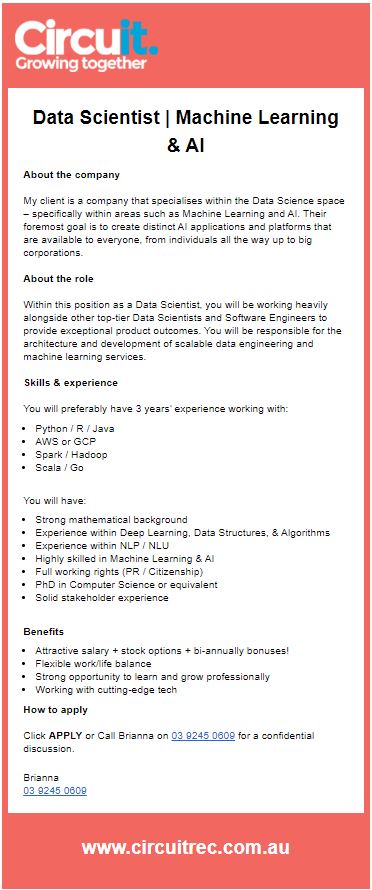 Circuit.
Growing together
Data Scientist | Machine Learning
& AI
About the company
My client is a company that specialises within the Data Science space
– specifically within areas such as Machine Learning and AI. Their
foremost goal is to create distinct AI applications and platforms that
are available to everyone, from individuals all the way up to big
corporations.
About the role
Within this position as a Data Scientist, you will be working heavily
alongside other top-tier Data Scientists and Software Engineers to
provide exceptional product outcomes. You will be responsible for the
architecture and development of scalable data engineering and
machine learning services.
Skills & experience
You will preferably have 3 years' experience working with:
• Python / R / Java
• AWS or GCP
• Spark / Hadoop
• Scala / Go
You will have:
• Strong mathematical background
• Experience within Deep Learning, Data Structures, & Algorithms
• Experience within NLP / NLU
• Highly skilled in Machine Learning & AI
• Full working rights (PR / Citizenship)
• PhD in Computer Science or equivalent
• Solid stakeholder experience
Benefits
• Attractive salary + stock options + bi-annually bonuses!
• Flexible work/life balance
• Strong opportunity to learn and grow professionally
• Working with cutting-edge tech
How to apply
Click APPLY or Call Brianna on 03 9245 0609 for a confidential
discussion.
Brianna
03 9245 0609
www.circuitrec.com.au